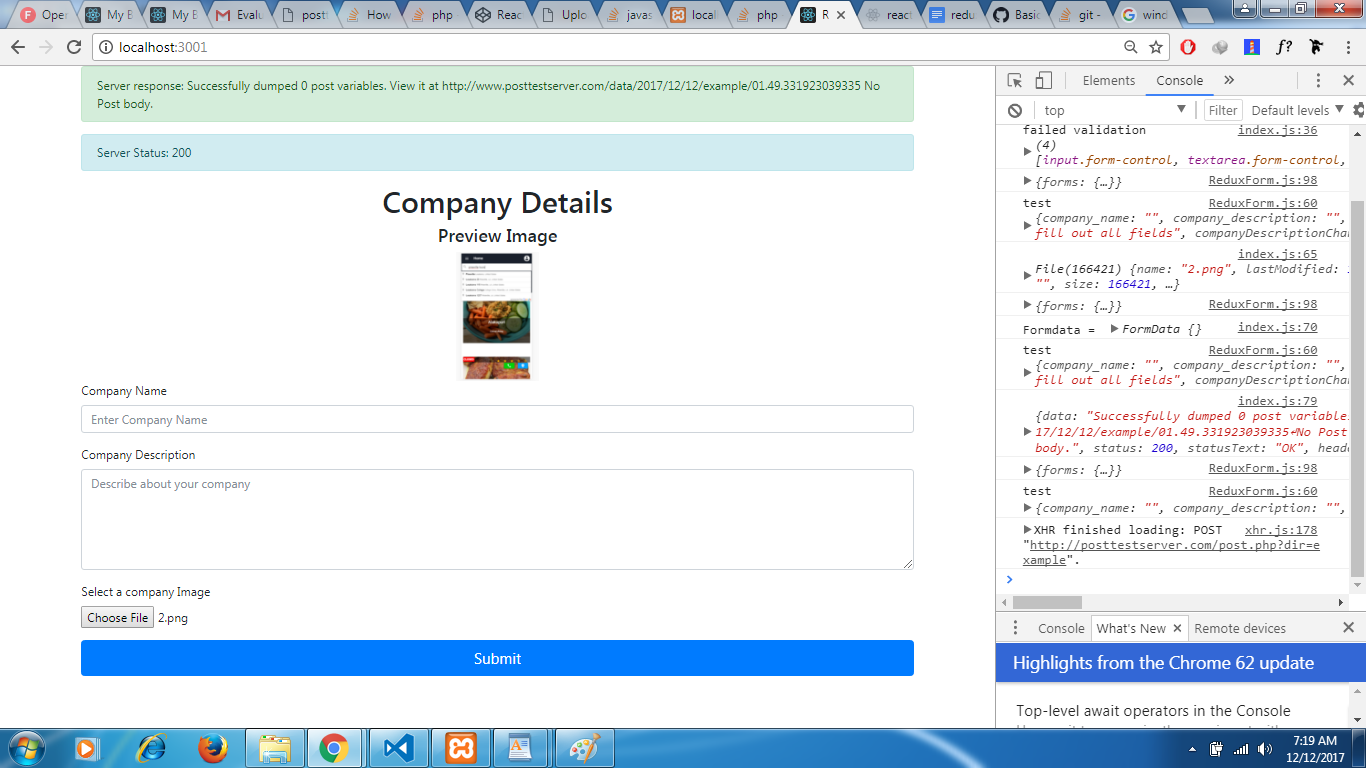 Oper
My B
My B
Evalu
postt
How
php
Reac
Uplo
javas
locali
php
R
react
redu
Basic
git -
wind
localhost:3001
f?
Server response: Successfully dumped 0 post variables. View it at http://www.posttestserver.com/data/2017/12/12/example/01.49.331923039335 No
Post body.
Server Status: 200
Company Details
Preview Image
Company Name
Enter Company Name
Company Description
Describe about your company
Select a company Image
Choose File 2.png
Submit
Elements Console »
top Filter Default levels
failed validation index.js:36
(4)
[input.form-control, textarea.form-control,
{forms: {…}} ReduxForm.js:98
test ReduxForm.js:60
{company_name: "", company_description: "",
fill out all fields", companyDescriptionCha
index.js:65
File(166421) {name: "2.png", lastModified:
"", size: 166421, …}
{forms: {…}} ReduxForm.js:98
Formdata = FormData {} index.js:70
test ReduxForm.js:60
{company_name: "", company_description: "",
fill out all fields", companyDescriptionCha
index.js:79
{data: "Successfully dumped 0 post variable
17/12/12/example/01.49.331923039335↵No Post
body.", status: 200, statusText: "OK", head
{forms: {…}} ReduxForm.js:98
test ReduxForm.js:60
{company_name: "", company_description: "",
XHR finished loading: POST xhr.js:178
"http://posttestserver.com/post.php?dir=e
xample".
Console What's New Remote devices
Highlights from the Chrome 62 update
Top-level await operators in the Console
7:19 AM
12/12/2017